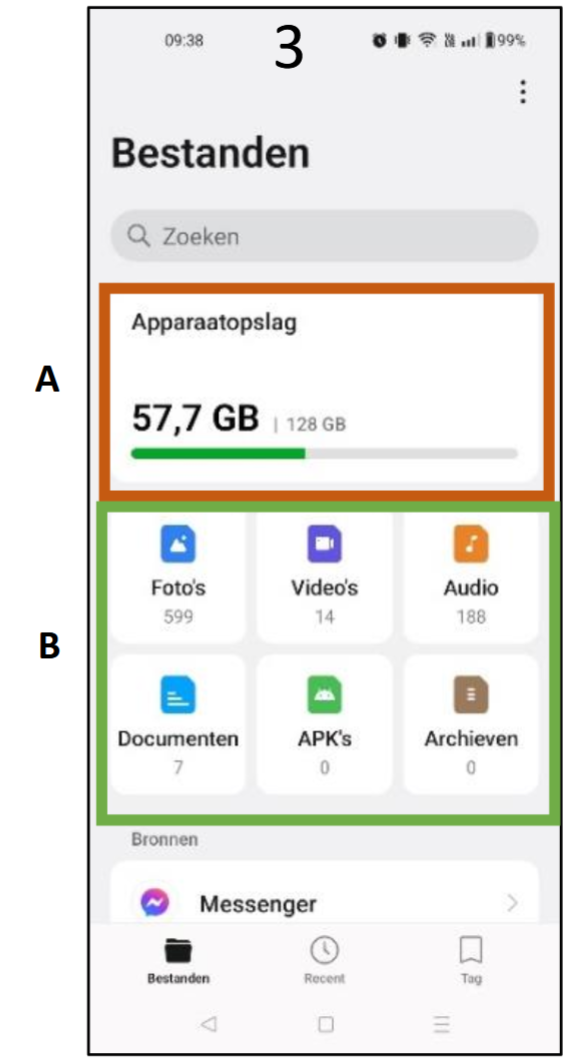 09:38 3 99%
Bestanden
Zoeken
Apparaatopslag
A
57,7 GB | 128 GB
Foto's Video's Audio
599 14 188
B
Documenten APK's Archieven
7 0 0
Bronnen
Messenger
Bestanden Recent Tag